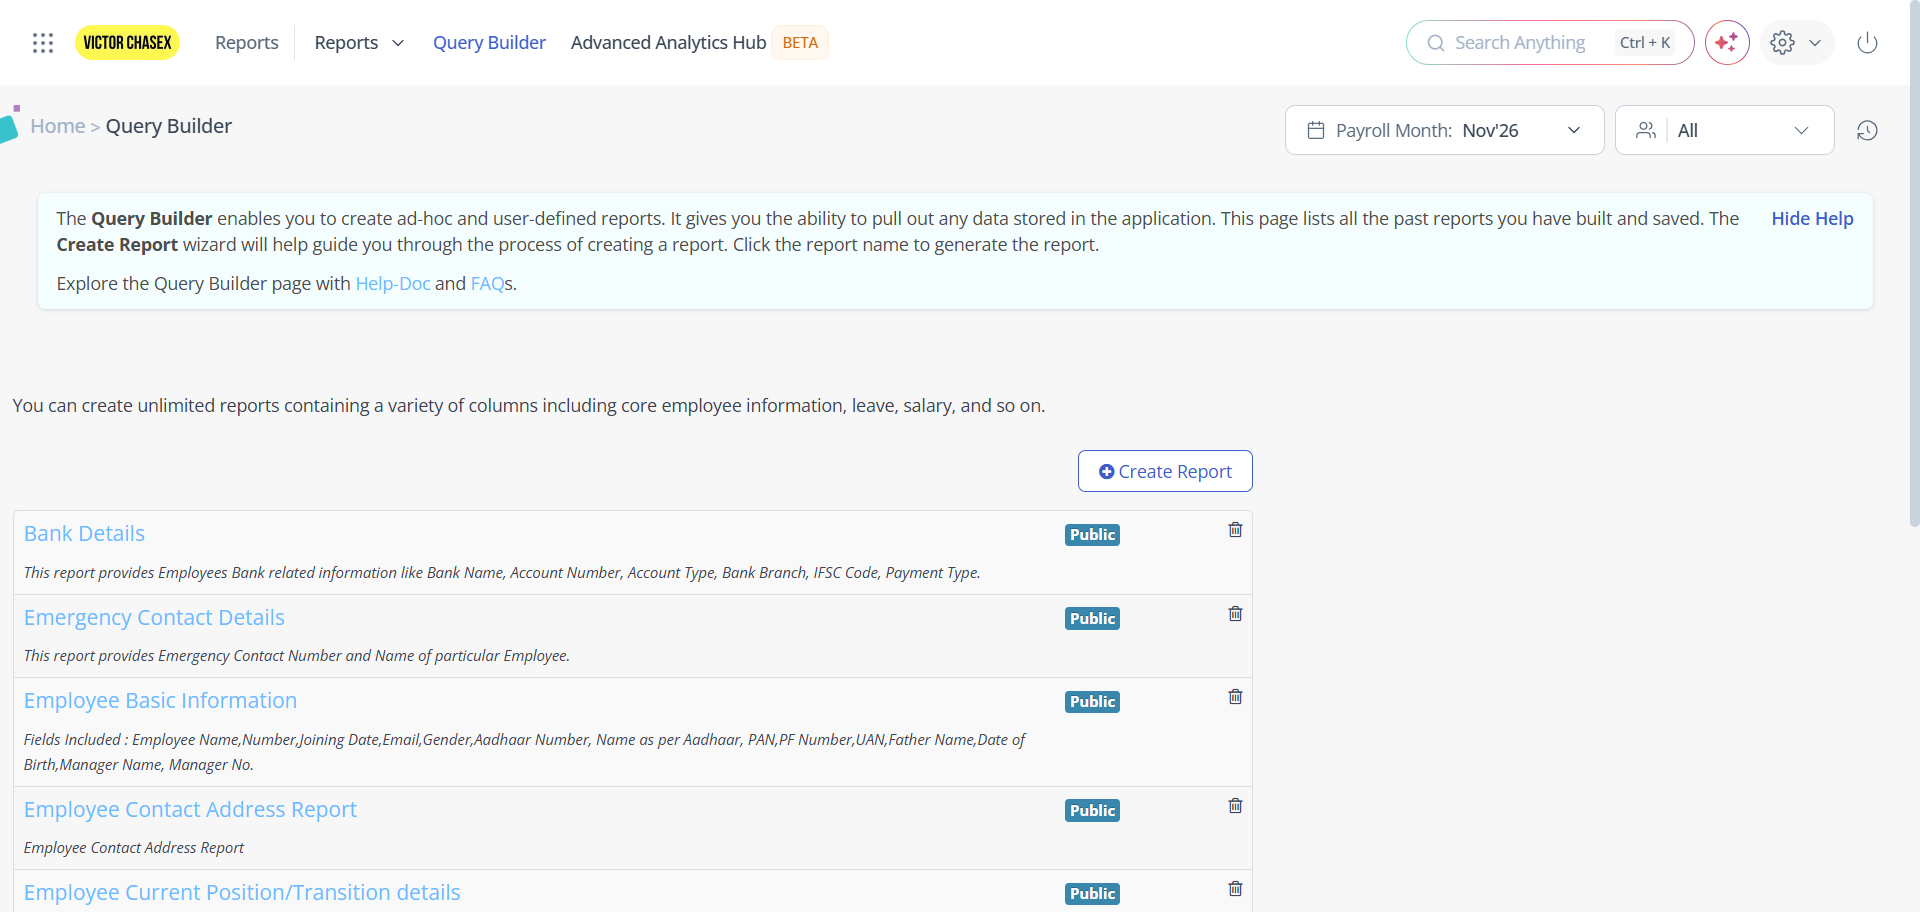 VICTOR CHASEX
Reports
Reports
Query Builder
Advanced Analytics Hub
BETA
Search Anything
Ctrl + K
Home > Query Builder
Payroll Month: Nov'26
All
The Query Builder enables you to create ad-hoc and user-defined reports. It gives you the ability to pull out any data stored in the application. This page lists all the past reports you have built and saved. The
Create Report wizard will help guide you through the process of creating a report. Click the report name to generate the report.
Hide Help
Explore the Query Builder page with Help-Doc and FAQs.
You can create unlimited reports containing a variety of columns including core employee information, leave, salary, and so on.
Create Report
Bank Details
Public
This report provides Employees Bank related information like Bank Name, Account Number, Account Type, Bank Branch, IFSC Code, Payment Type.
Emergency Contact Details
Public
This report provides Emergency Contact Number and Name of particular Employee.
Employee Basic Information
Public
Fields Included : Employee Name,Number,Joining Date,Email,Gender,Aadhaar Number, Name as per Aadhaar, PAN,PF Number,UAN,Father Name,Date of
Birth,Manager Name, Manager No.
Employee Contact Address Report
Public
Employee Contact Address Report
Employee Current Position/Transition details
Public